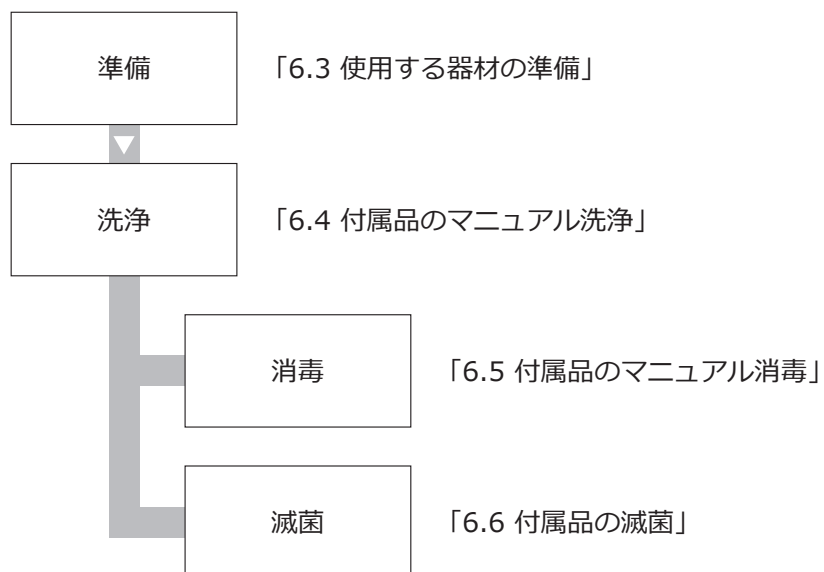 準備 「6.3 使用する器材の準備」
洗浄 「6.4 付属品のマニュアル洗浄」
消毒 「6.5 付属品のマニュアル消毒」
滅菌 「6.6 付属品の滅菌」